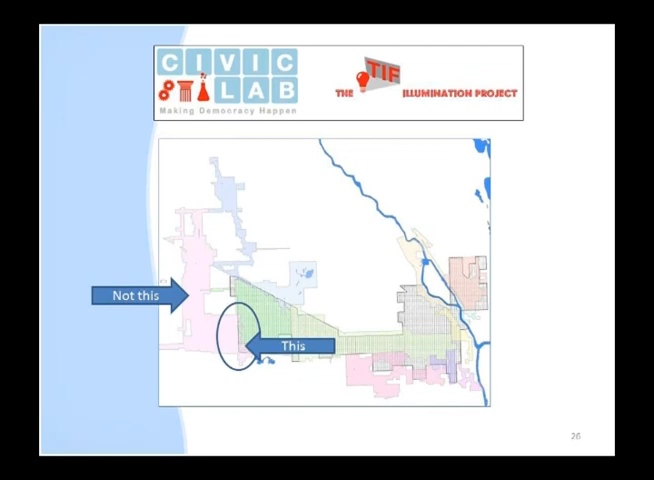 CIVIC
LAB
Making Democracy Happen
THE TIF ILLUMINATION PROJECT
Not this
This
26